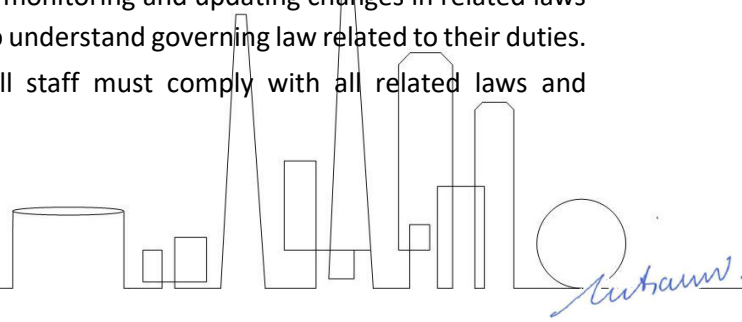 monitoring and updating changes in related laws
o understand governing law related to their duties.
ll staff must comply with all related laws and